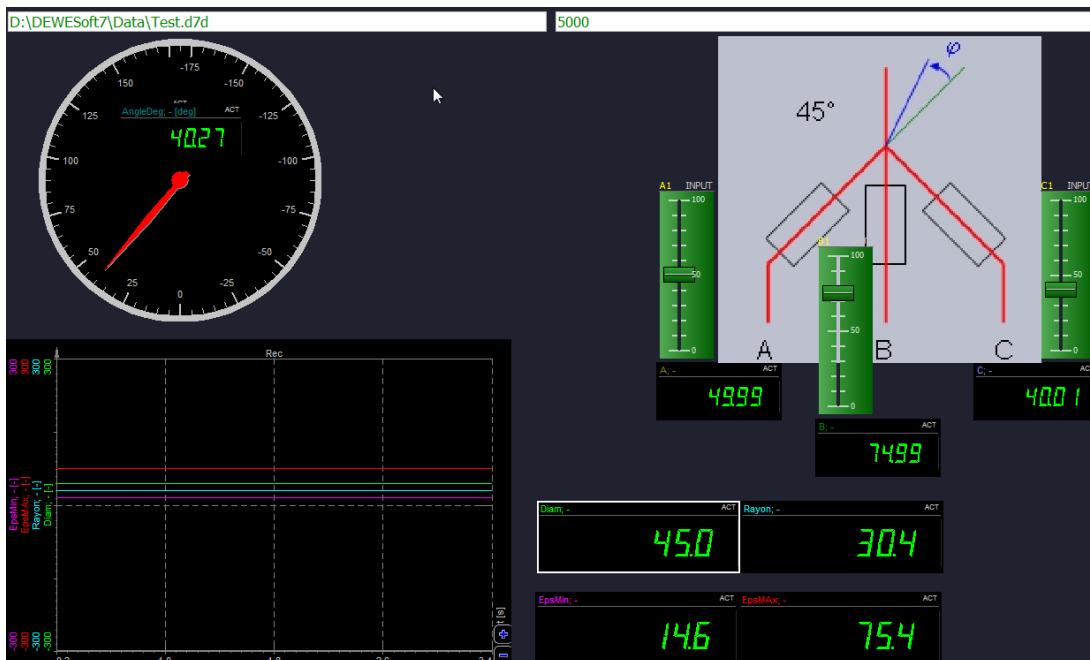 D:\DEWESoft7\Data\Test.d7d
5000
-175
150
-150
125
-125
100
-100
75
-75
50
-50
25
-25
0
ACT
AngleDeg; - [deg] ACT
40.27
φ
45°
A1 INPUT
100
50
0
C1 INPUT
100
50
0
B1
100
50
0
A B C
A; - ACT
49.99
C; - ACT
40.01
B; - ACT
74.99
Rec
300 300 300 300
EpsMin; - [-]
EpsMAx; - [-]
Rayon; - [-]
Diam; - [-]
-300 -300 -300 -300
t [s]
Diam; - ACT
45.0
Rayon; - ACT
30.4
EpsMin; - ACT
14.6
EpsMAx; - ACT
75.4